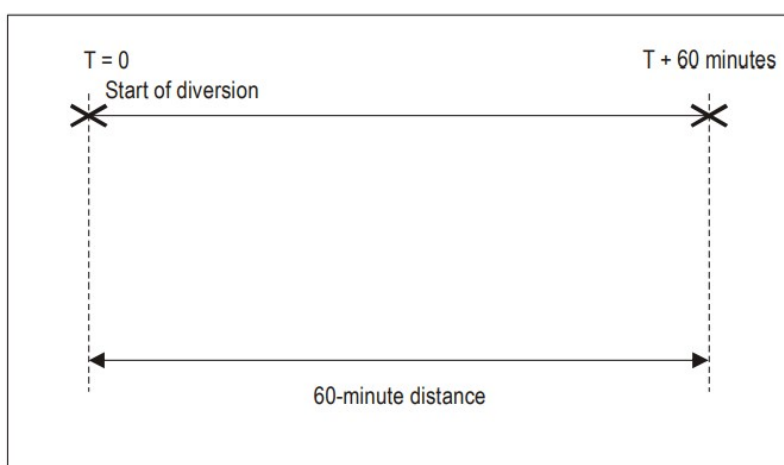 T = 0
T + 60 minutes
Start of diversion
60-minute distance